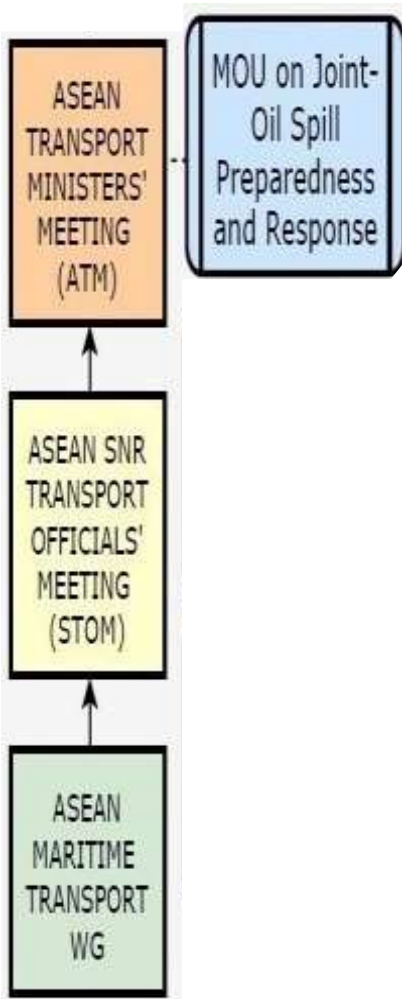 ASEAN
TRANSPORT
MINISTERS'
MEETING
(ATM)
MOU on Joint-
Oil Spill
Preparedness
and Response
ASEAN SNR
TRANSPORT
OFFICIALS'
MEETING
(STOM)
ASEAN
MARITIME
TRANSPORT
WG